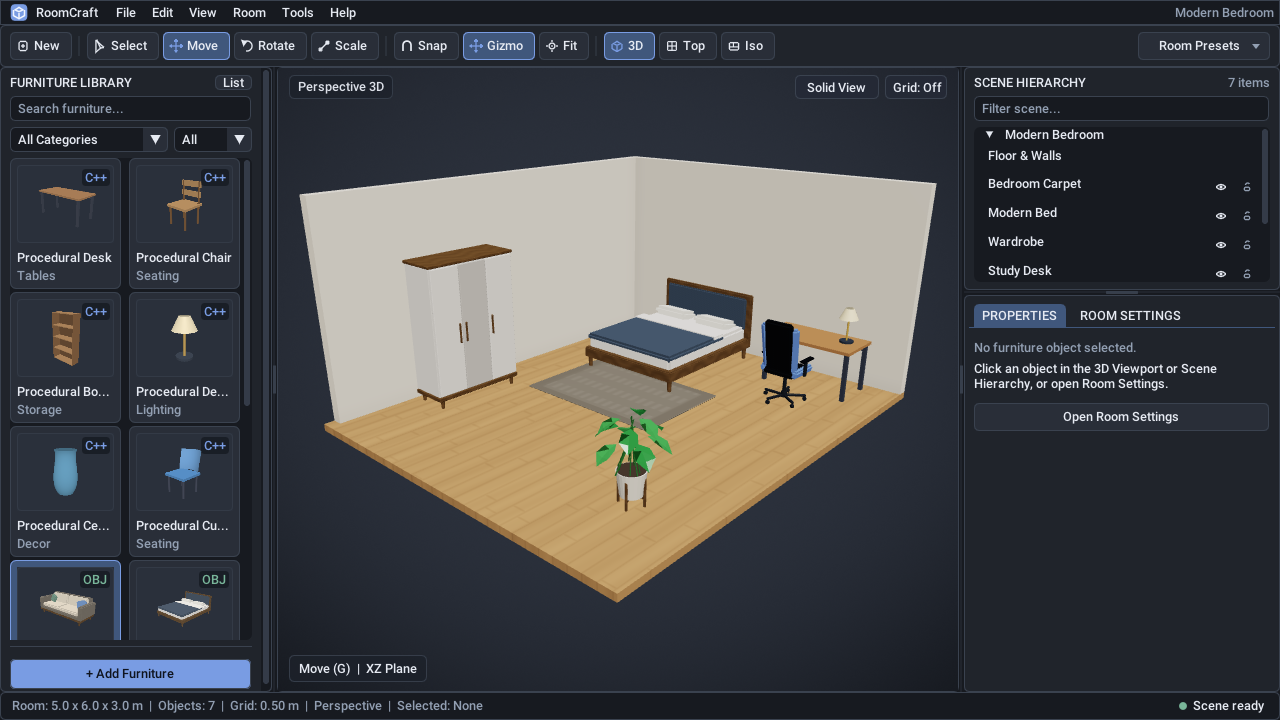 RoomCraft File Edit View Room Tools Help Modern Bedroom
New Select Move Rotate Scale Snap Gizmo Fit 3D Top Iso Room Presets
FURNITURE LIBRARY List
Search furniture...
All Categories All
C++ C++
Procedural Desk Procedural Chair
Tables Seating
C++ C++
Procedural Bo... Procedural De...
Storage Lighting
C++ C++
Procedural Ce... Procedural Cu...
Decor Seating
OBJ OBJ
+ Add Furniture
Perspective 3D Solid View Grid: Off
Move (G) | XZ Plane
SCENE HIERARCHY 7 items
Filter scene...
Modern Bedroom
Floor & Walls
Bedroom Carpet
Modern Bed
Wardrobe
Study Desk
PROPERTIES ROOM SETTINGS
No furniture object selected.
Click an object in the 3D Viewport or Scene
Hierarchy, or open Room Settings.
Open Room Settings
Room: 5.0 x 6.0 x 3.0 m | Objects: 7 | Grid: 0.50 m | Perspective | Selected: None Scene ready